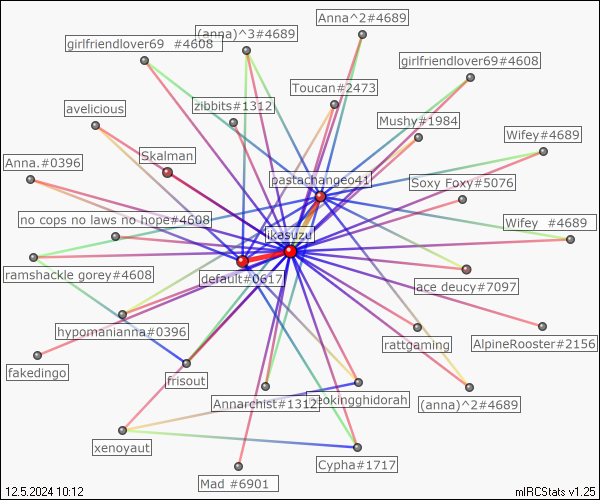 Anna^2#4689
girlfriendlover69 #4608
(anna)^3#4689
girlfriendlover69#4608
Toucan#2473
avelicious
zibbits#1312
Mushy#1984
Wifey#4689
Skalman
Anna.#0396
pastachangeo41
Soxy Foxy#5076
no cops no laws no hope#4608
Wifey #4689
ikasuzu
ramshackle gorey#4608
default#0617
ace deucy#7097
hypomanianna#0396
rattgaming
AlpineRooster#2156
fakedingo
frisout
Annarchist#1312
eokingghidorah
(anna)^2#4689
xenoyaut
Cypha#1717
Mad #6901
12.5.2024 10:12
mIRCStats v1.25